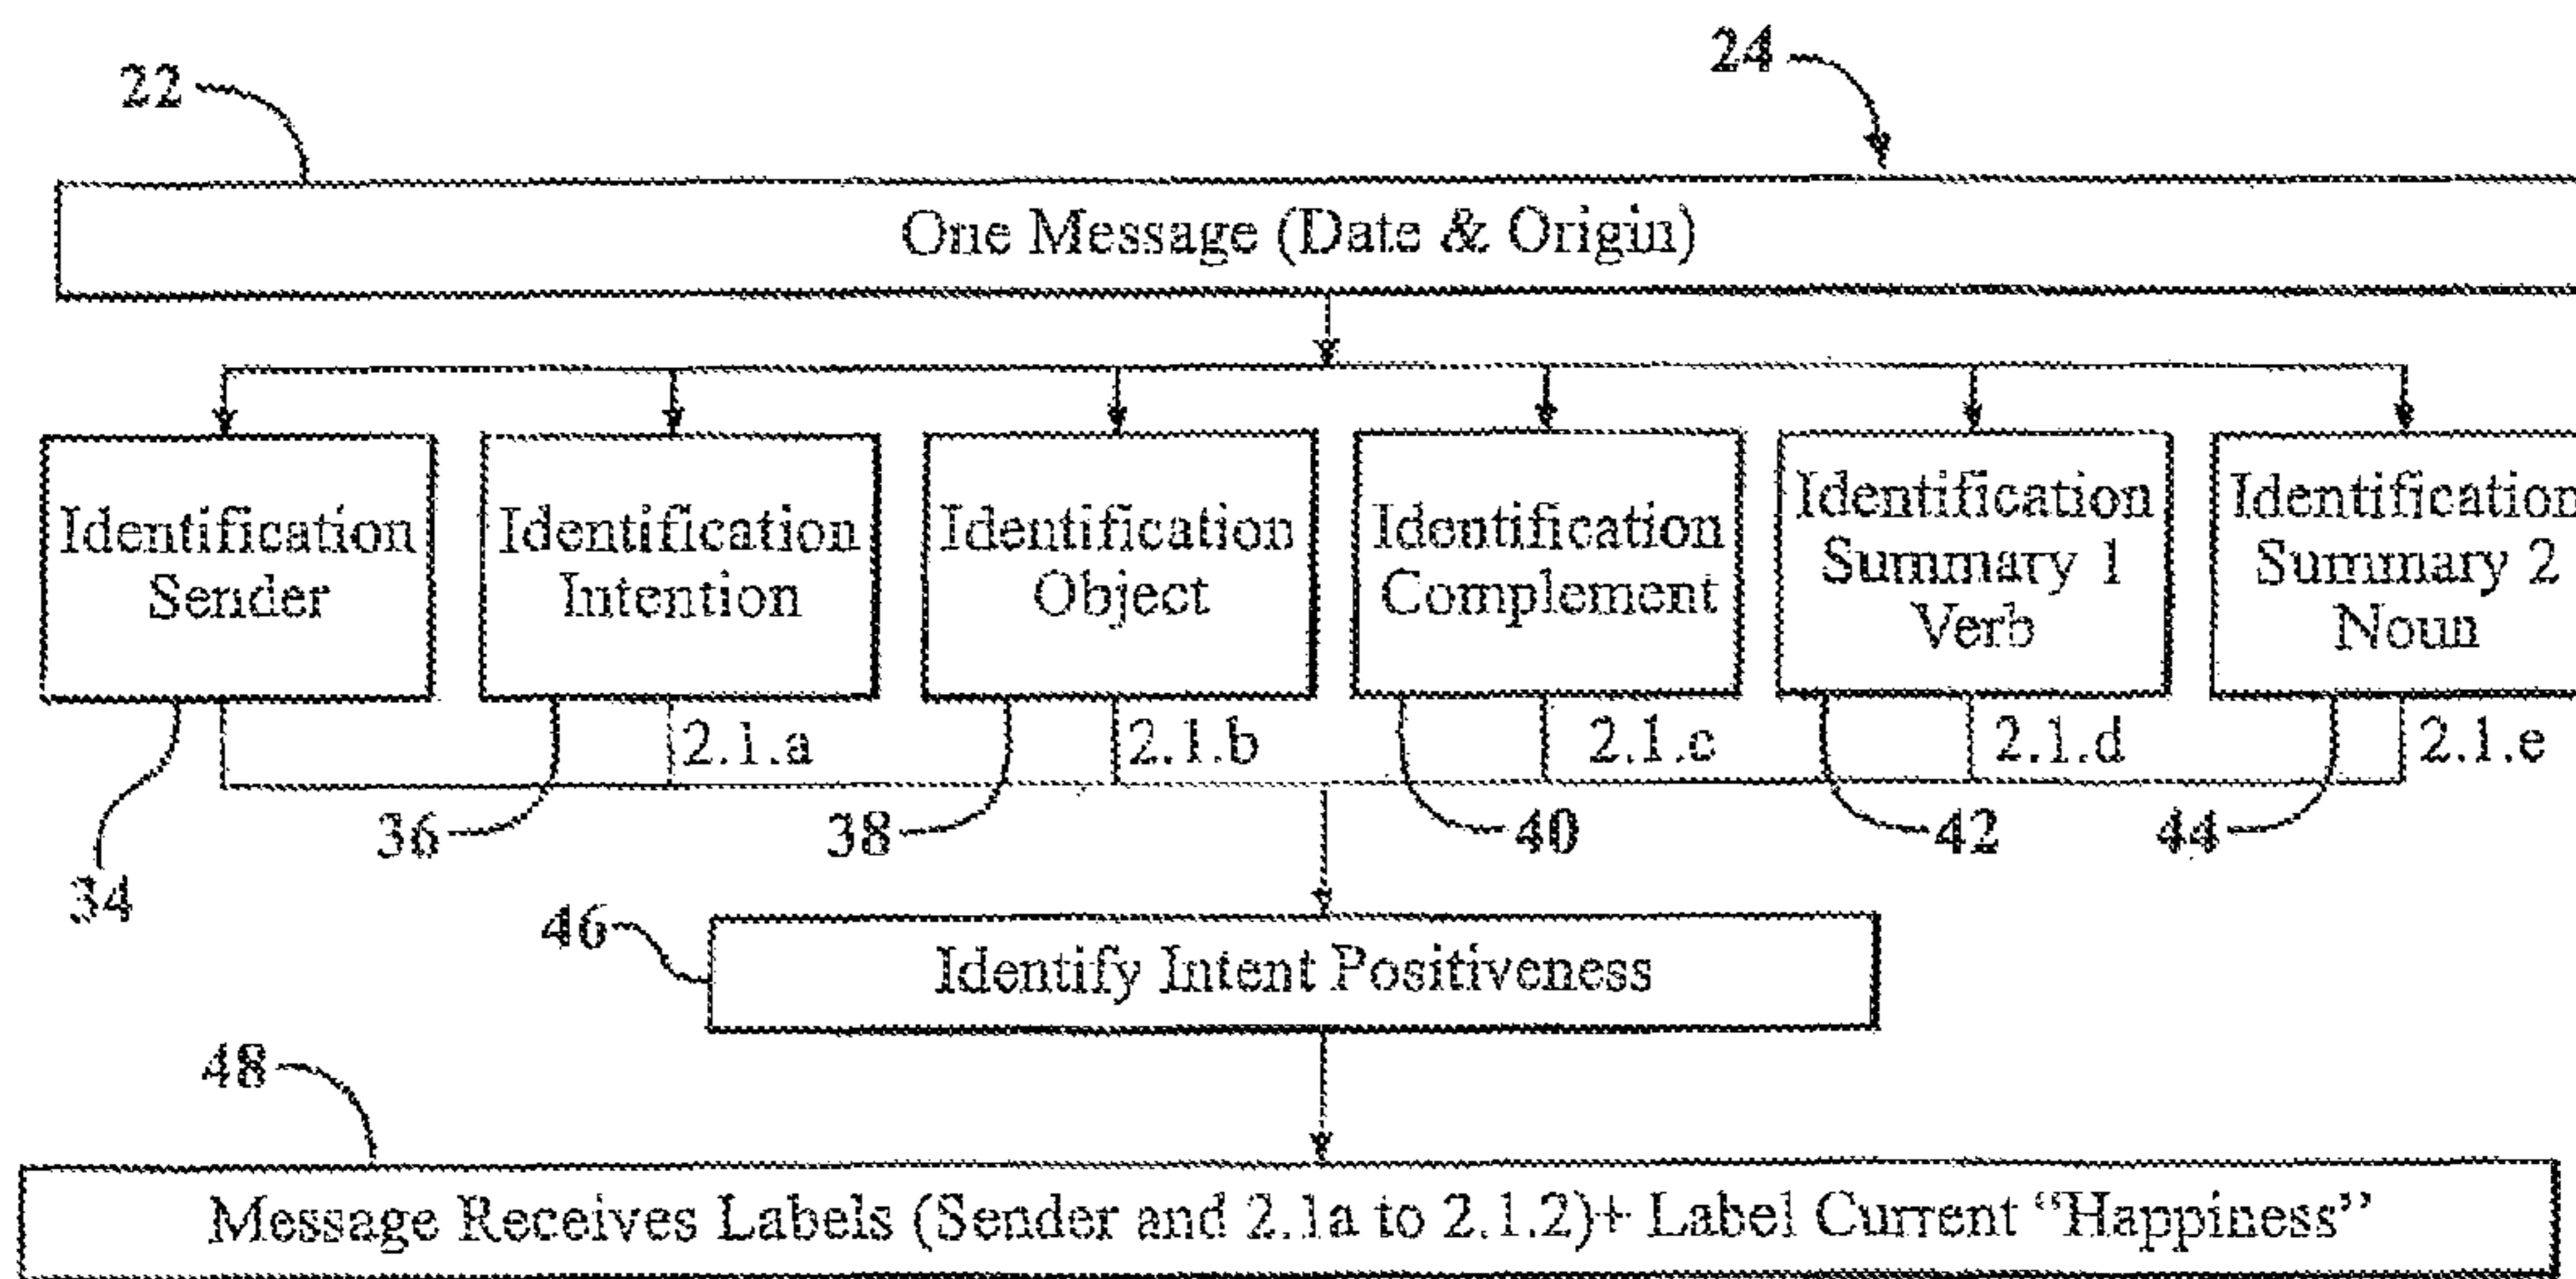 22
24
One Message (Date & Origin)
Identification
Sender
Identification
Intention
Identification
Object
Identification
Complement
Identification
Summary 1
Verb
Identification
Summary 2
Noun
2.1.a
2.1.b
2.1.c
2.1.d
2.1.e
34
36
38
40
42
44
46
Identify Intent Positiveness
48
Message Receives Labels (Sender and 2.1a to 2.1.2)+ Label Current “Happiness”